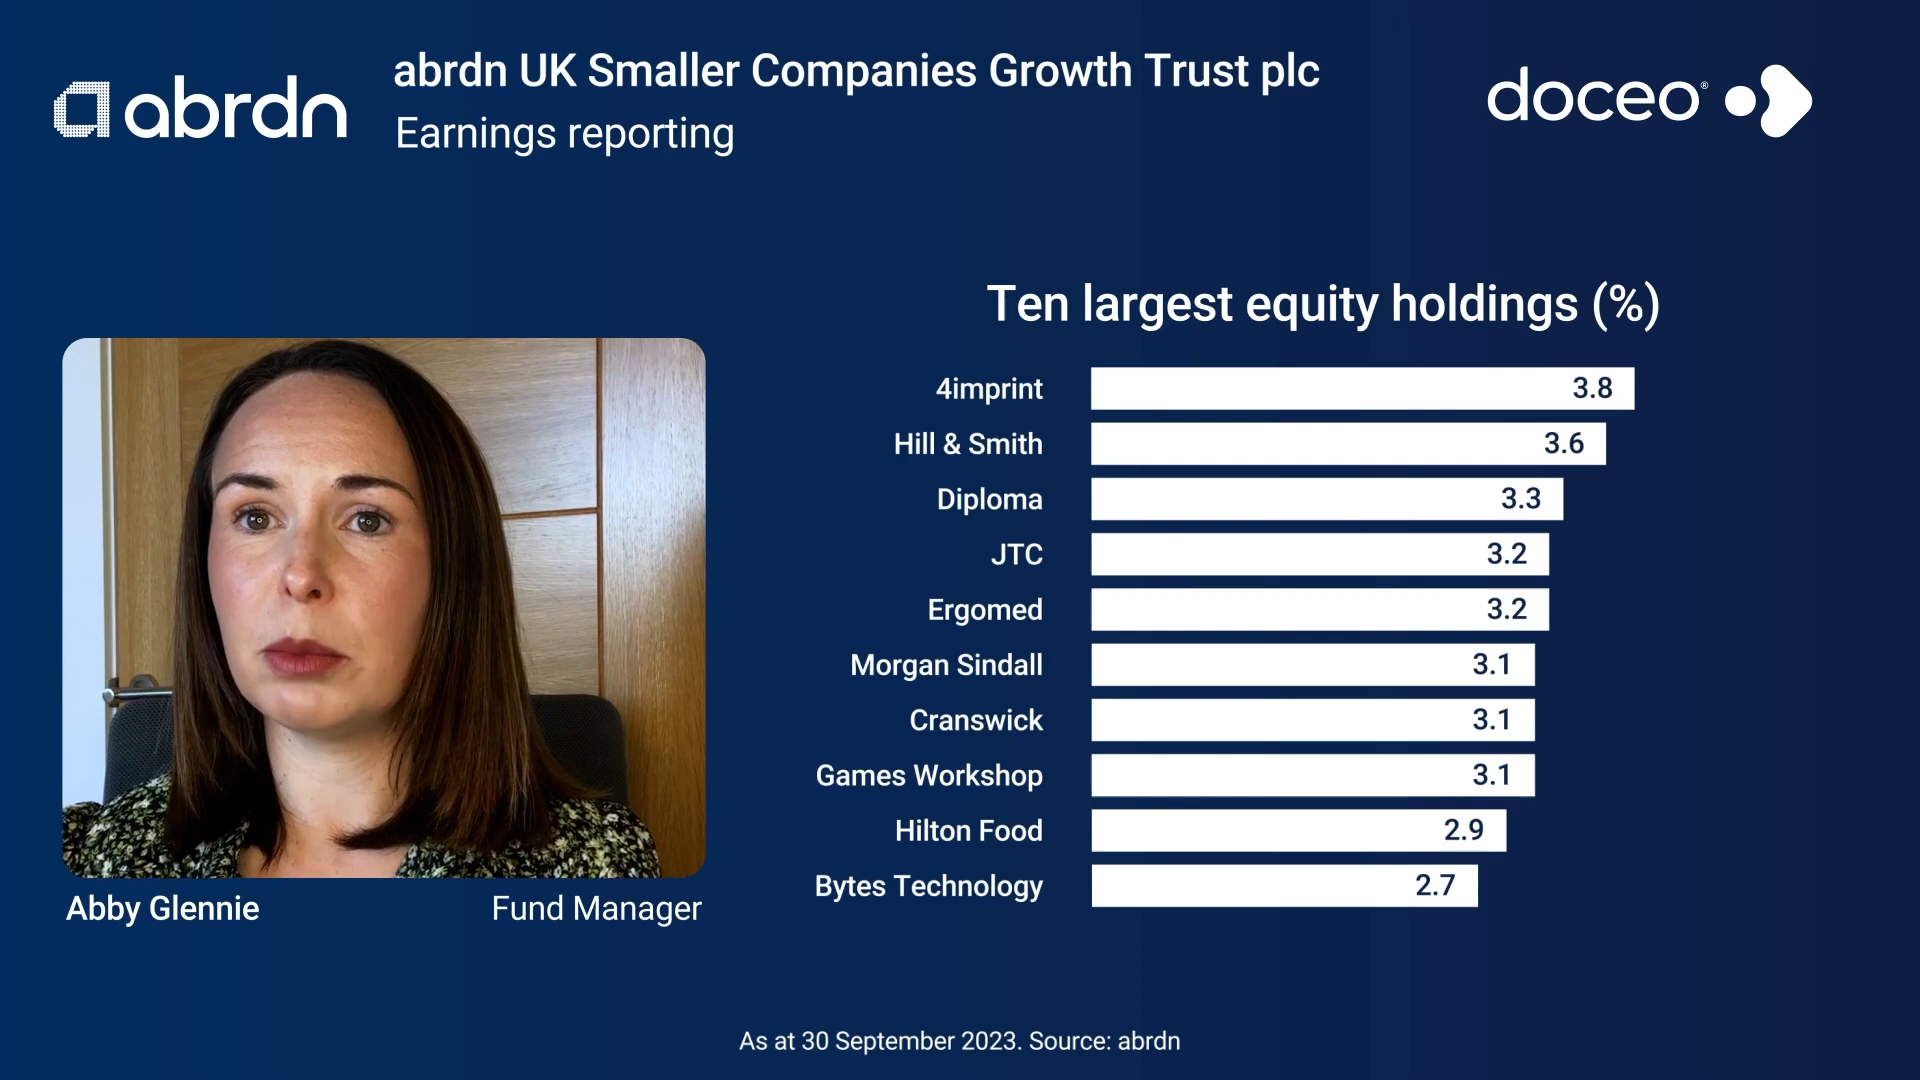 abrdn
abrdn UK Smaller Companies Growth Trust plc
Earnings reporting
doceo®
Ten largest equity holdings (%)
4imprint 3.8
Hill & Smith 3.6
Diploma 3.3
JTC 3.2
Ergomed 3.2
Morgan Sindall 3.1
Cranswick 3.1
Games Workshop 3.1
Hilton Food 2.9
Bytes Technology 2.7
Abby Glennie Fund Manager
As at 30 September 2023. Source: abrdn